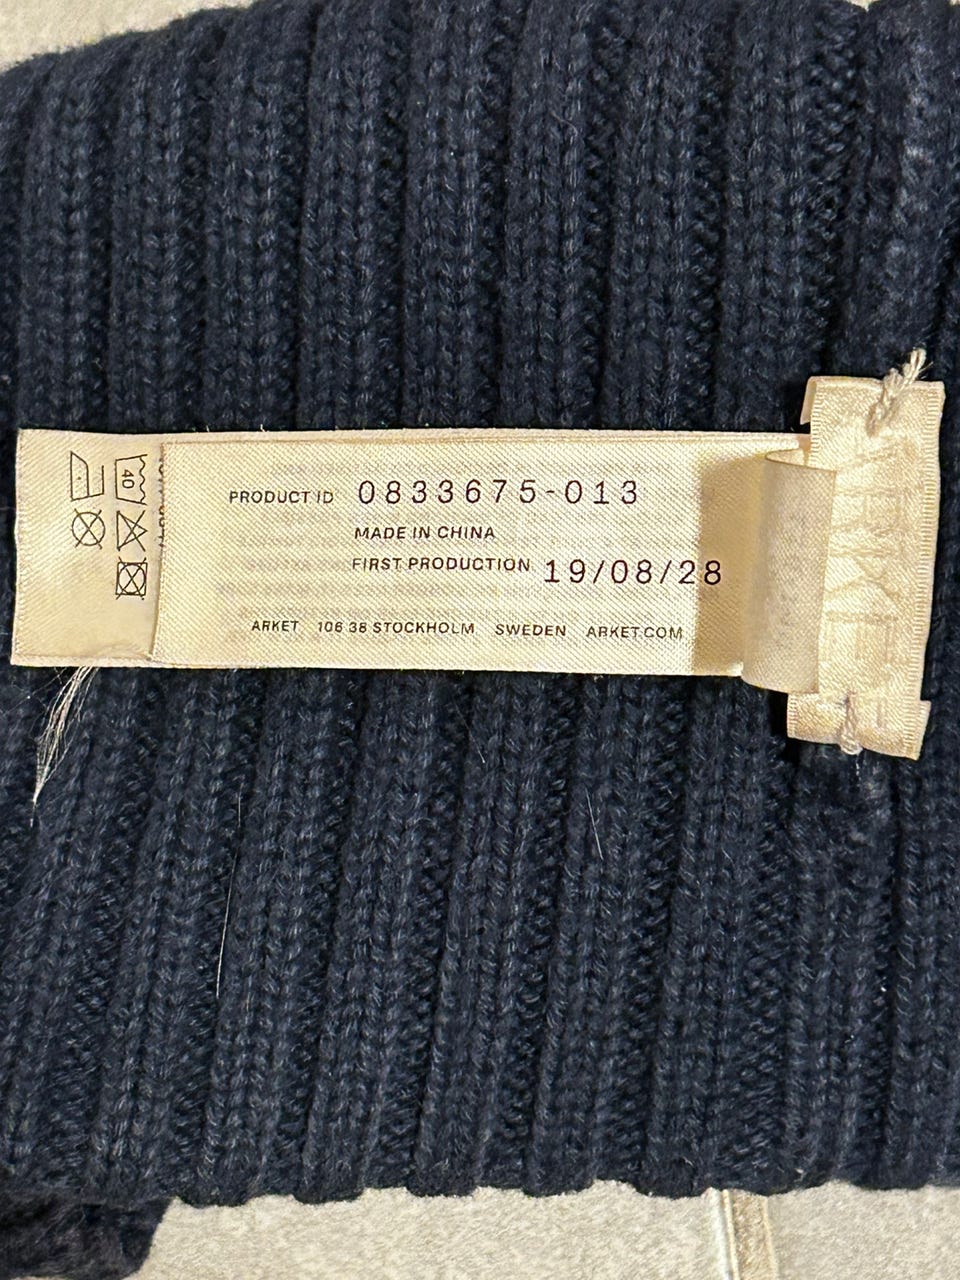 PRODUCT ID 0833675-013
MADE IN CHINA
FIRST PRODUCTION 19/08/28
ARKET 106 38 STOCKHOLM SWEDEN ARKET.COM
40